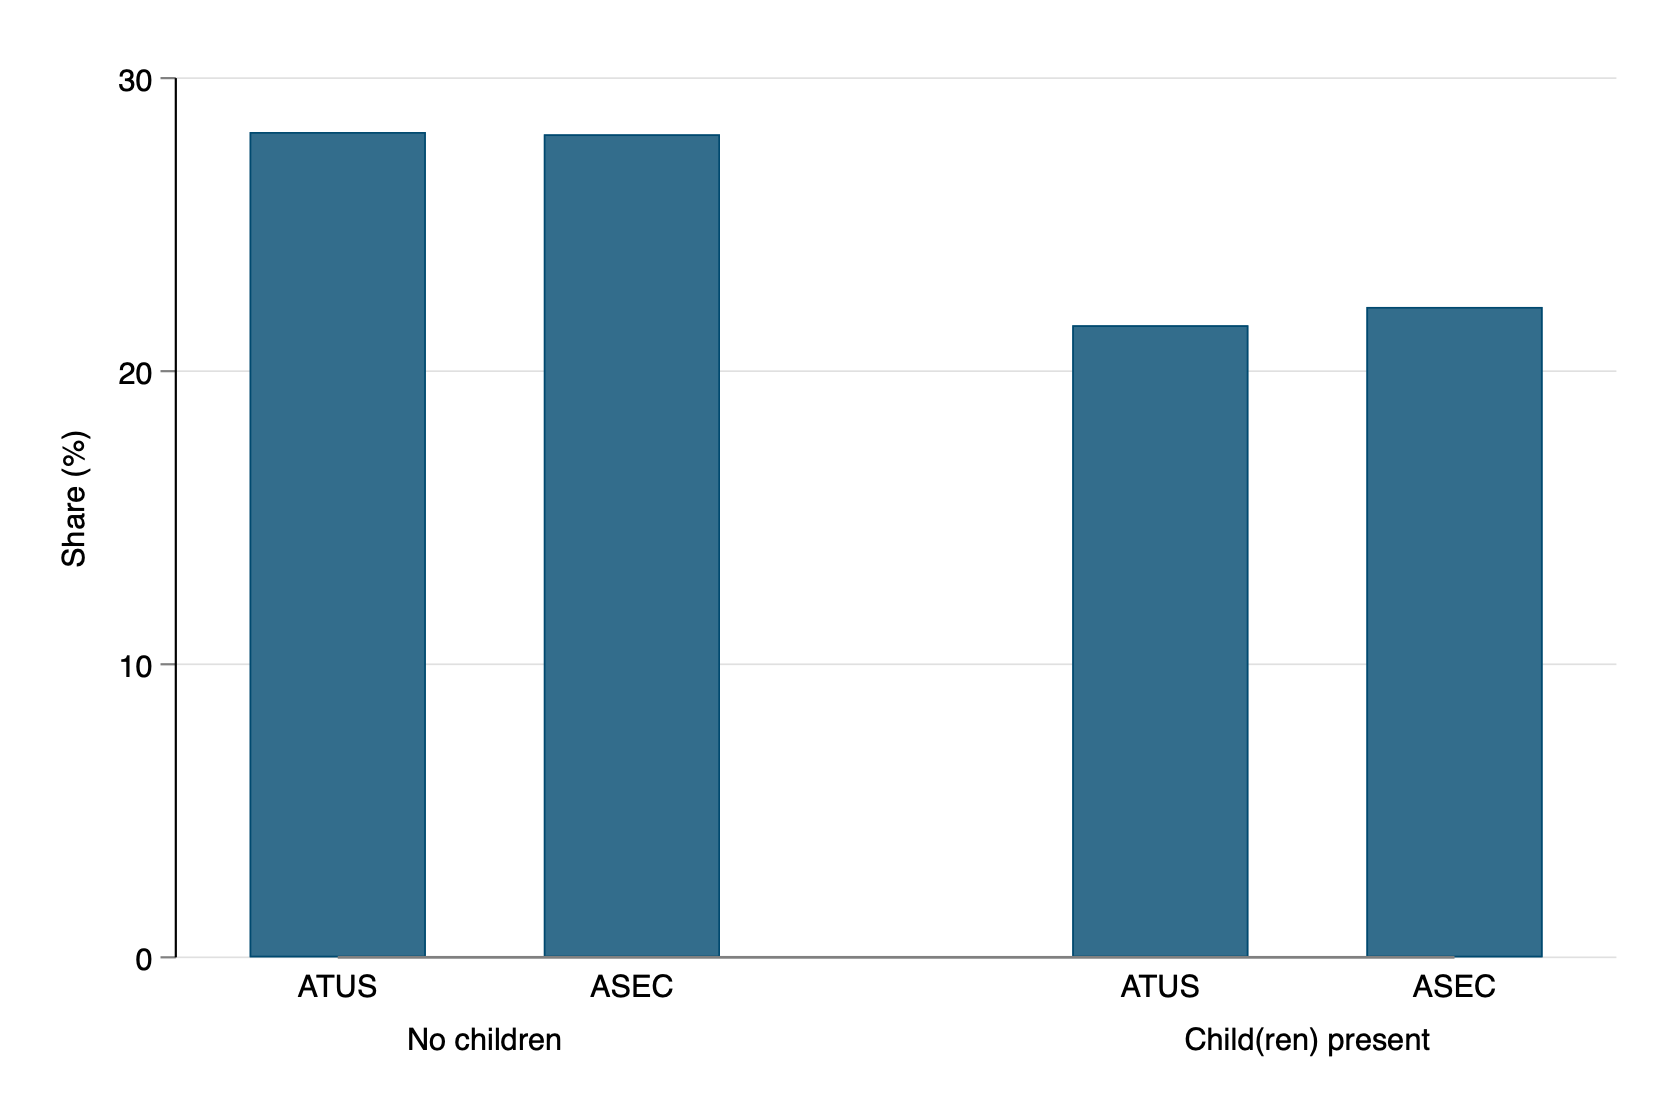 30
20
10
0
Share (%)
ATUS ASEC ATUS ASEC
No children Child(ren) present